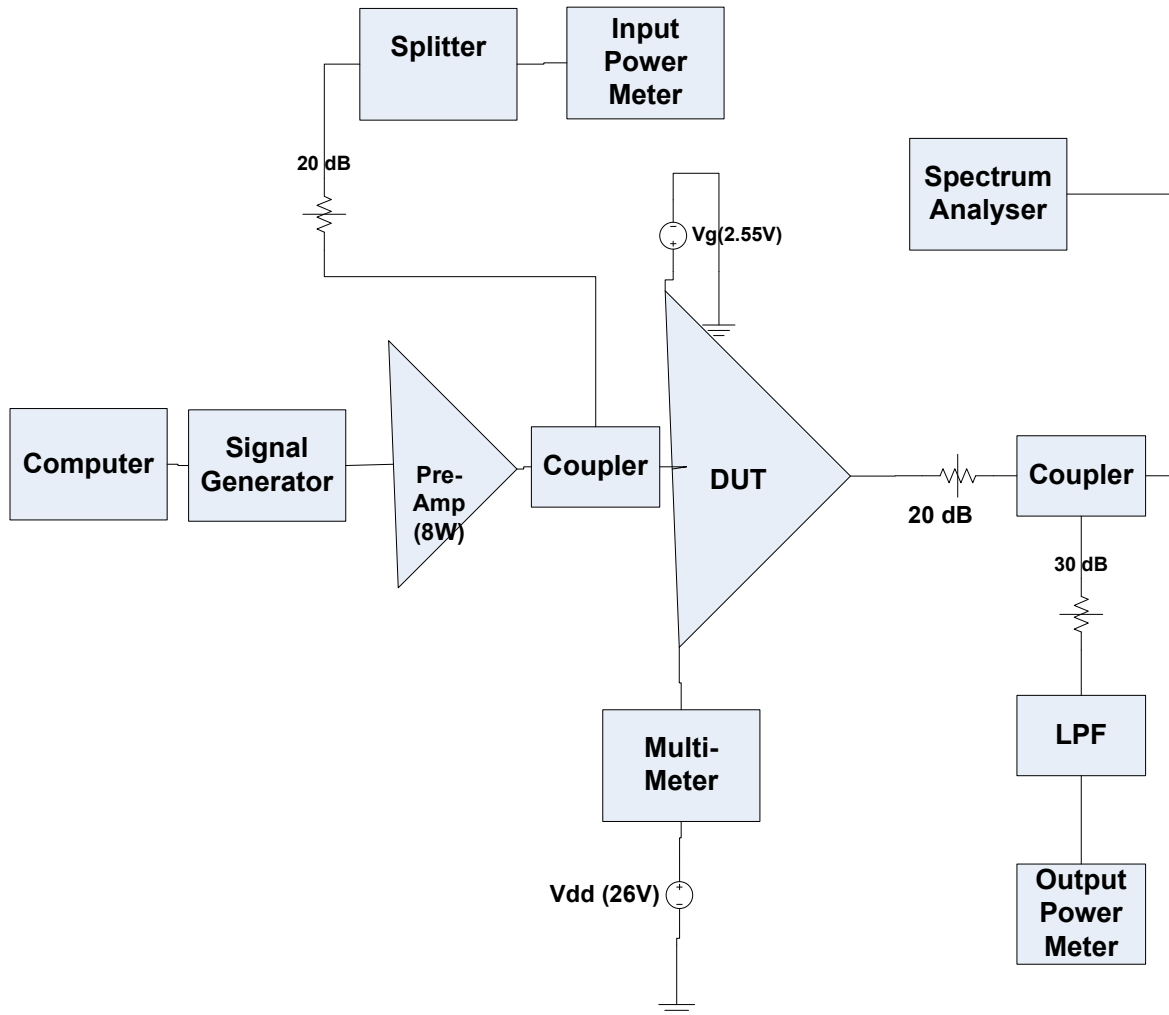 Splitter
Input
Power
Meter
20 dB
Spectrum
Analyser
Vg(2.55V)
Computer
Signal
Generator
Pre-
Amp
(8W)
Coupler
DUT
20 dB
Coupler
30 dB
LPF
Multi-
Meter
Vdd (26V)
Output
Power
Meter